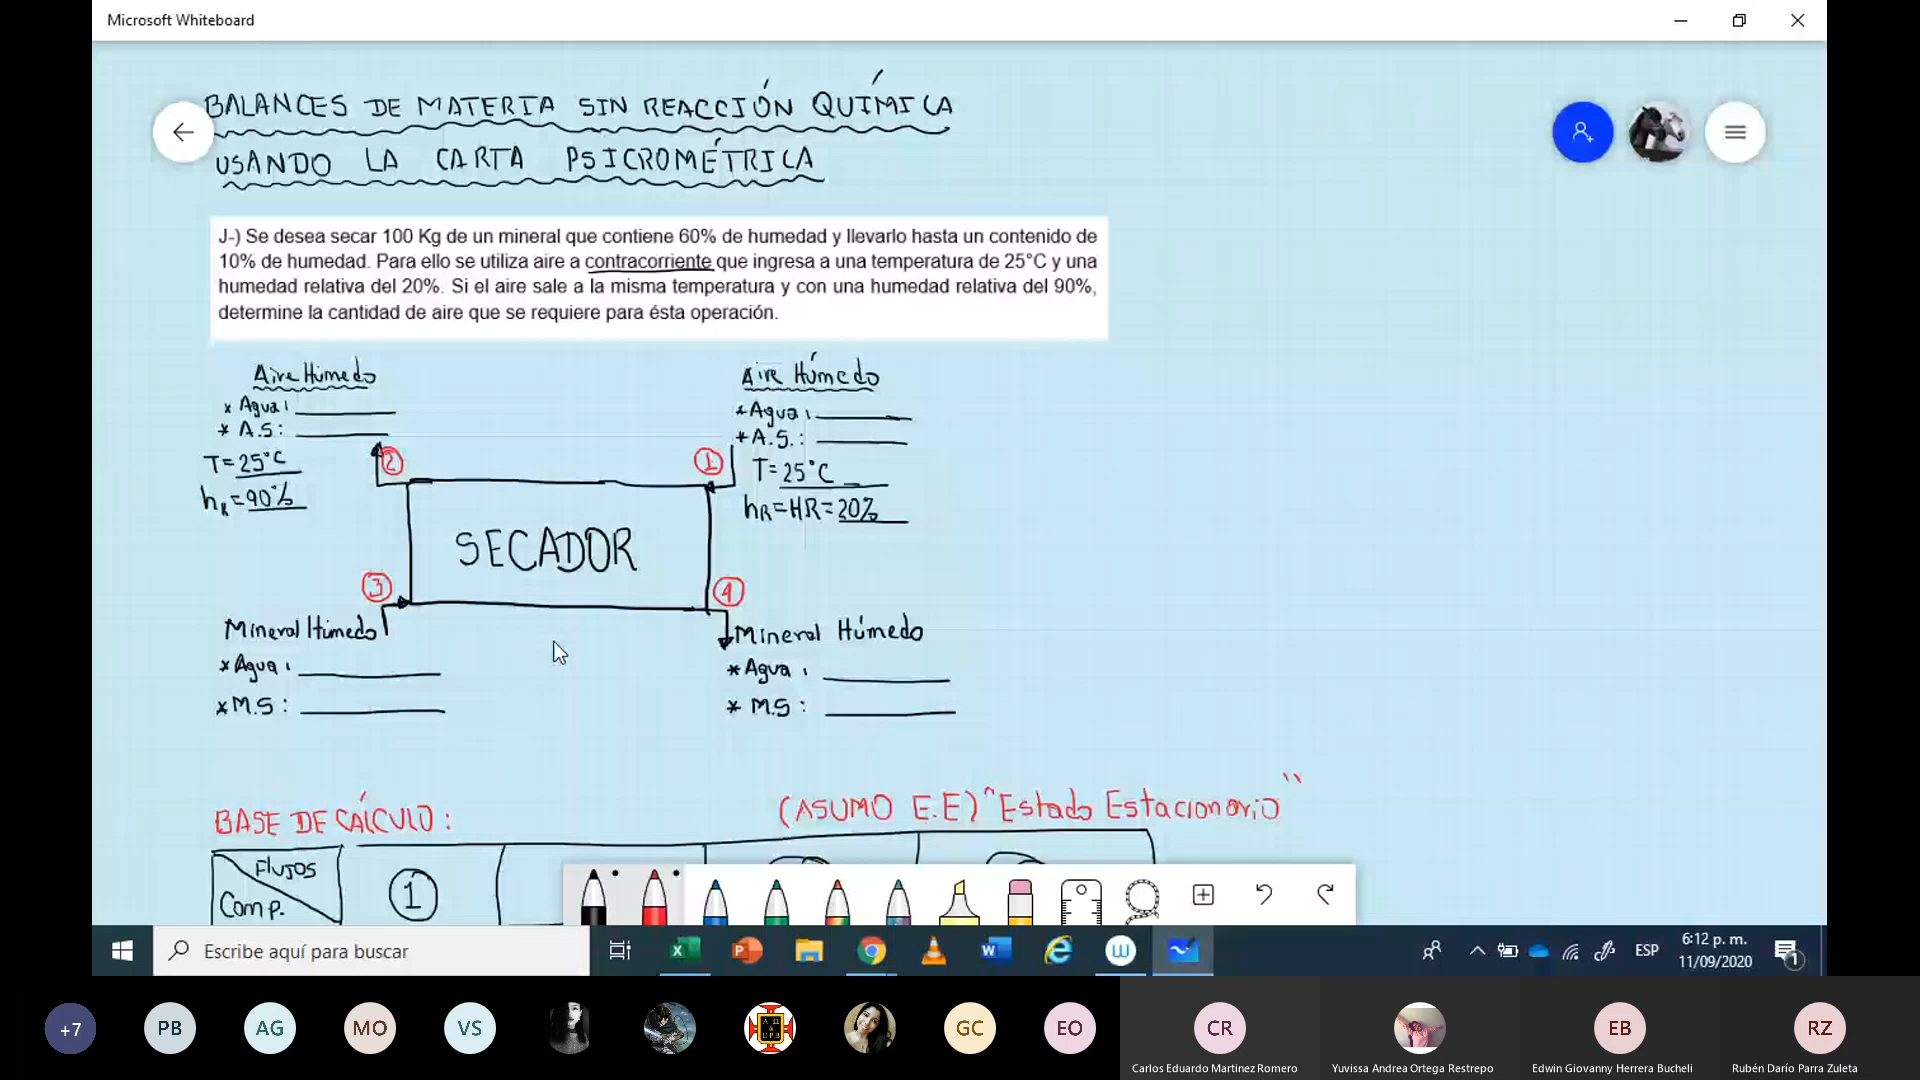 Microsoft Whiteboard
BALANCES DE MATERIA SIN REACCIÓN QUÍMICA
USANDO LA CARTA PSICROMÉTRICA
J-) Se desea secar 100 Kg de un mineral que contiene 60% de humedad y llevarlo hasta un contenido de
10% de humedad. Para ello se utiliza aire a contracorriente que ingresa a una temperatura de 25°C y una
humedad relativa del 20%. Si el aire sale a la misma temperatura y con una humedad relativa del 90%,
determine la cantidad de aire que se requiere para ésta operación.
Aire Húmedo
* Agua:
* A.S:
T=25°C
hR=90%
2
Aire Húmedo
*Agua:
*A.S.:
T=25°C
hR=HR=20%
1
SECADOR
3
4
Mineral Húmedo
*Agua:
*M.S:
Mineral Húmedo
*Agua:
* M.S:
BASE DE CÁLCULO:
(ASUMO E.E) "Estado Estacionario"
Flujos
Comp.
1
Escribe aquí para buscar
ESP
6:12 p. m.
11/09/2020
1
+7
PB
AG
MO
VS
GC
EO
CR
EB
RZ
Carlos Eduardo Martinez Romero
Yuvissa Andrea Ortega Restrepo
Edwin Giovanny Herrera Bucheli
Rubén Darío Parra Zuleta